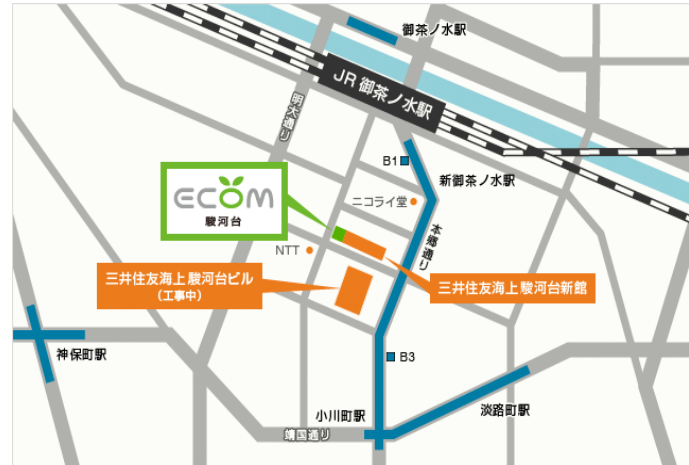 御茶ノ水駅
JR 御茶ノ水駅
明大通り
B1
新御茶ノ水駅
ecom
駿河台
ニコライ堂
本郷通り
NTT
三井住友海上 駿河台ビル
（工事中）
三井住友海上 駿河台新館
神保町駅
B3
小川町駅
淡路町駅
靖国通り